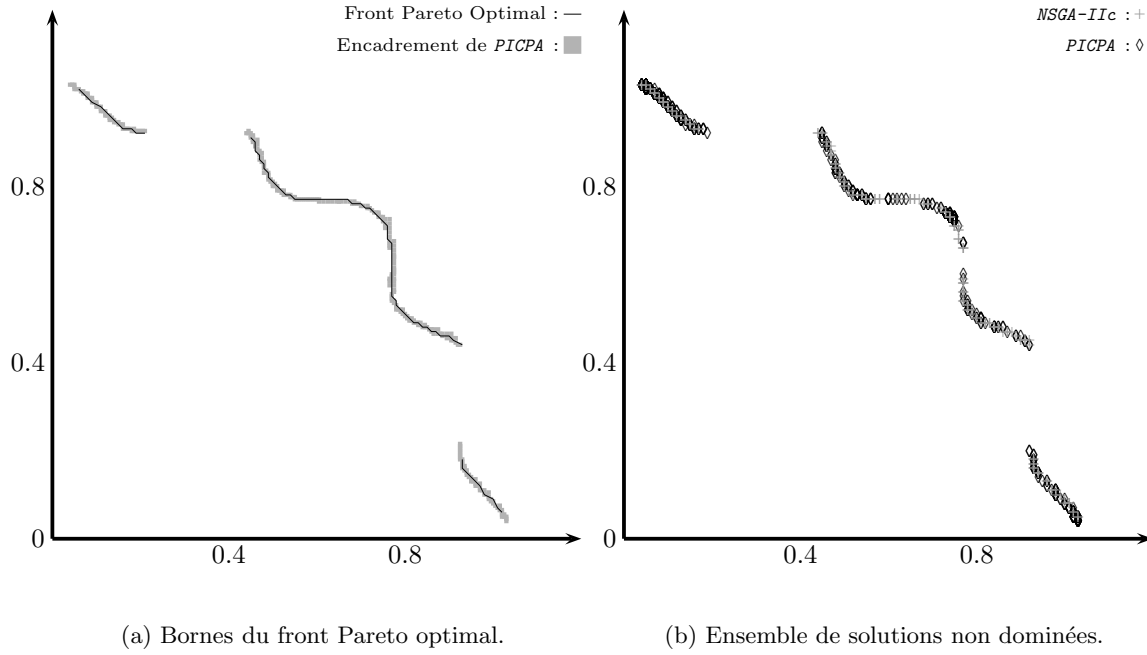 Front Pareto Optimal :
Encadrement de PICPA :
0.8
0.4
0
0.4
0.8
(a) Bornes du front Pareto optimal.
NSGA-IIc :
PICPA :
0.8
0.4
0
0.4
0.8
(b) Ensemble de solutions non dominées.